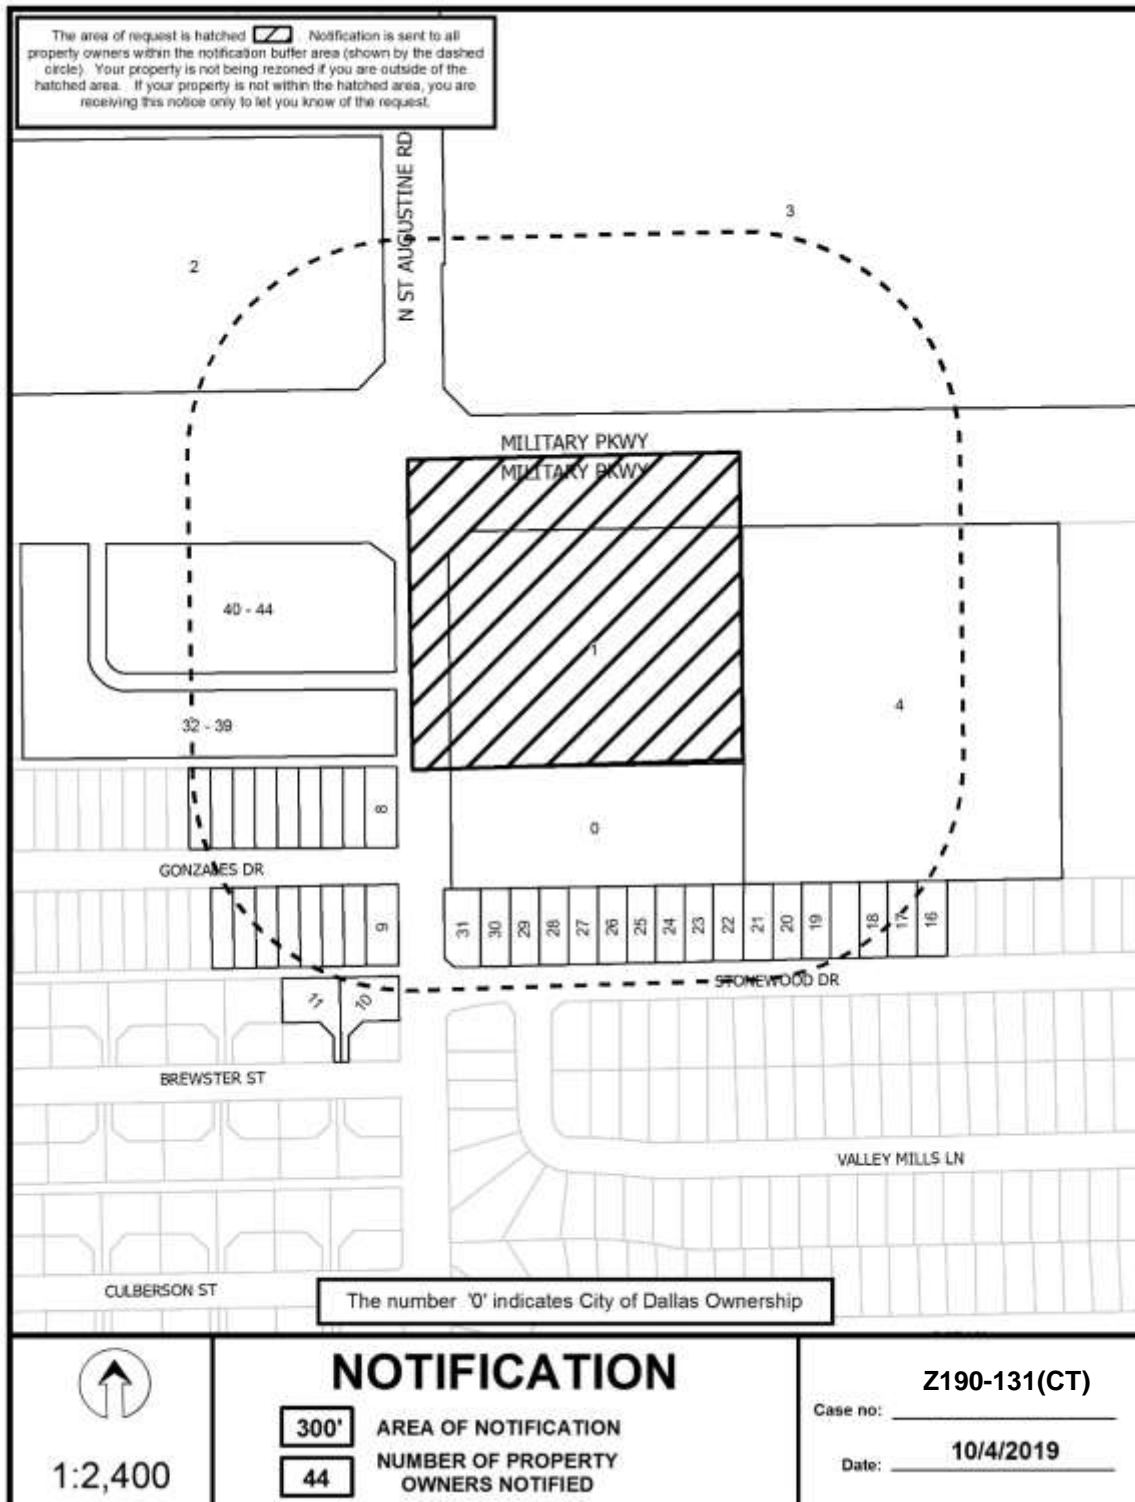 The area of request is hatched . Notification is sent to all
property owners within the notification buffer area (shown by the dashed
circle). Your property is not being rezoned if you are outside of the
hatched area. If your property is not within the hatched area, you are
receiving this notice only to let you know of the request.
N ST AUGUSTINE RD
3
2
MILITARY PKWY
MILITARY PKWY
40 - 44
1
4
32 - 39
8
0
GONZALES DR
9
31
30
29
28
27
26
25
24
23
22
21
20
19
18
17
16
STONEWOOD DR
11
10
BREWSTER ST
VALLEY MILLS LN
CULBERSON ST
The number '0' indicates City of Dallas Ownership
1:2,400
NOTIFICATION
300' AREA OF NOTIFICATION
44 NUMBER OF PROPERTY
OWNERS NOTIFIED
Case no: Z190-131(CT)
Date: 10/4/2019